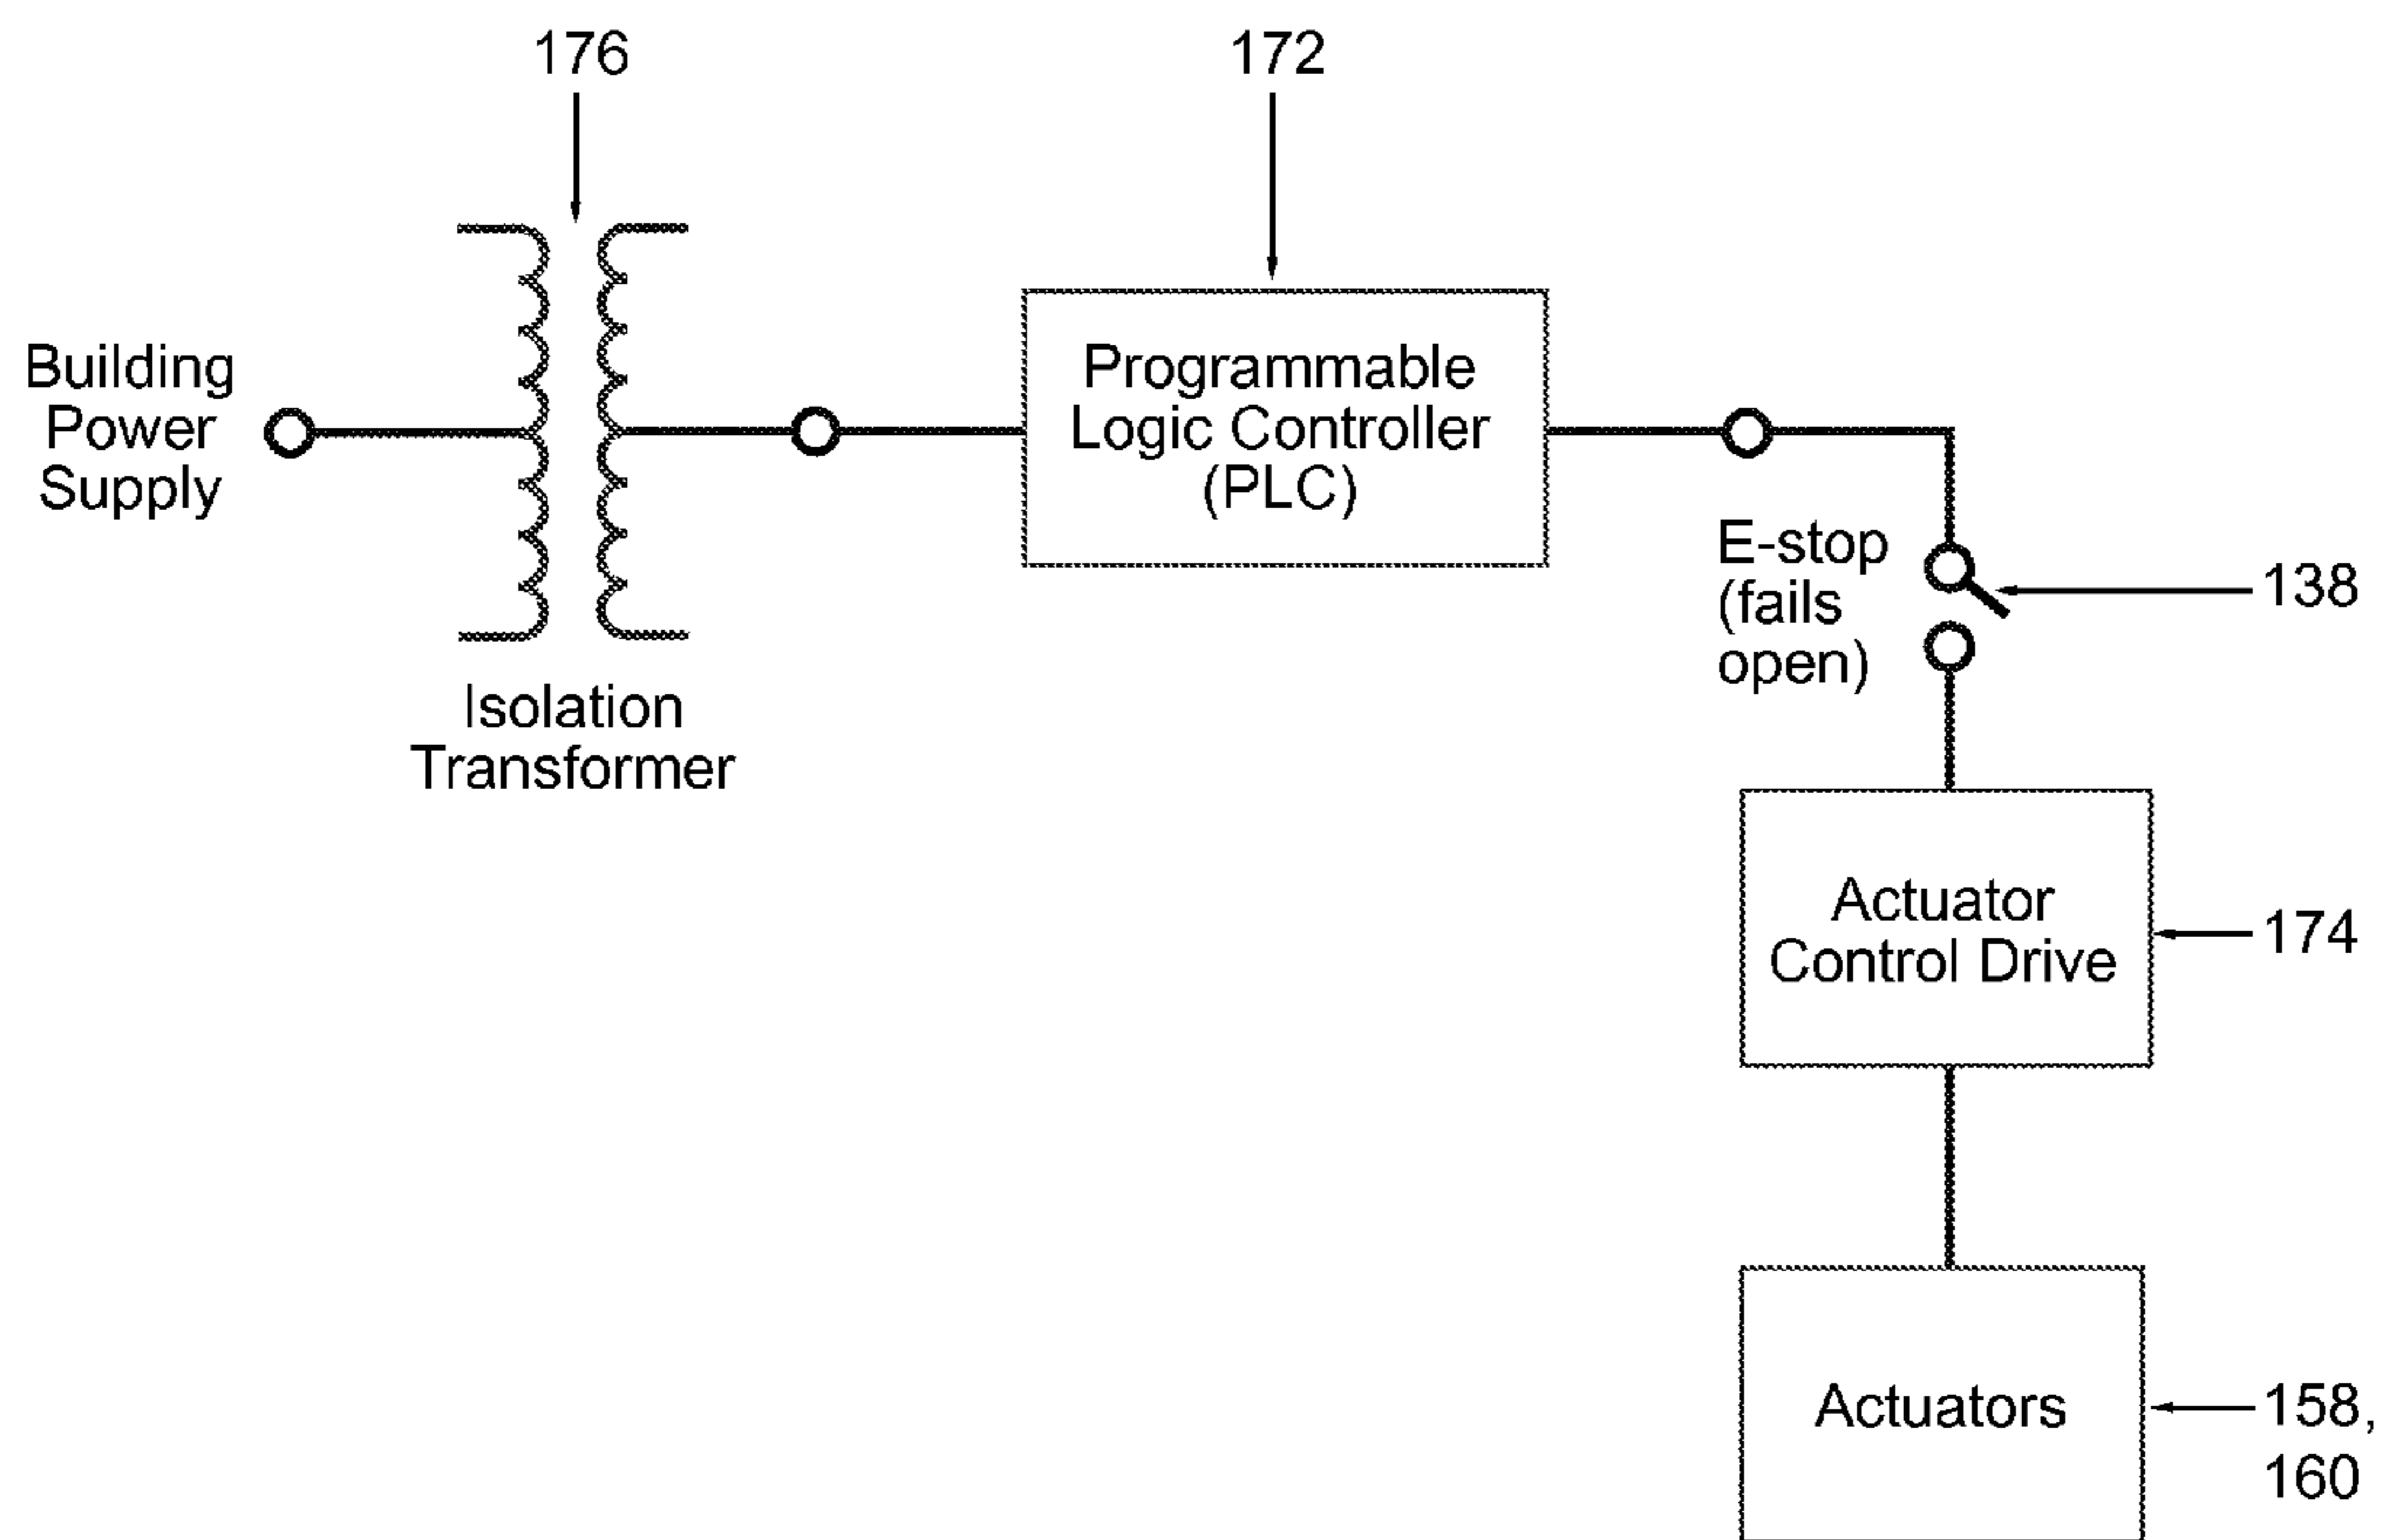 176
172
Building
Power
Supply
Programmable
Logic Controller
(PLC)
Isolation
Transformer
E-stop
(fails
open)
138
Actuator
Control Drive
174
Actuators
158,
160